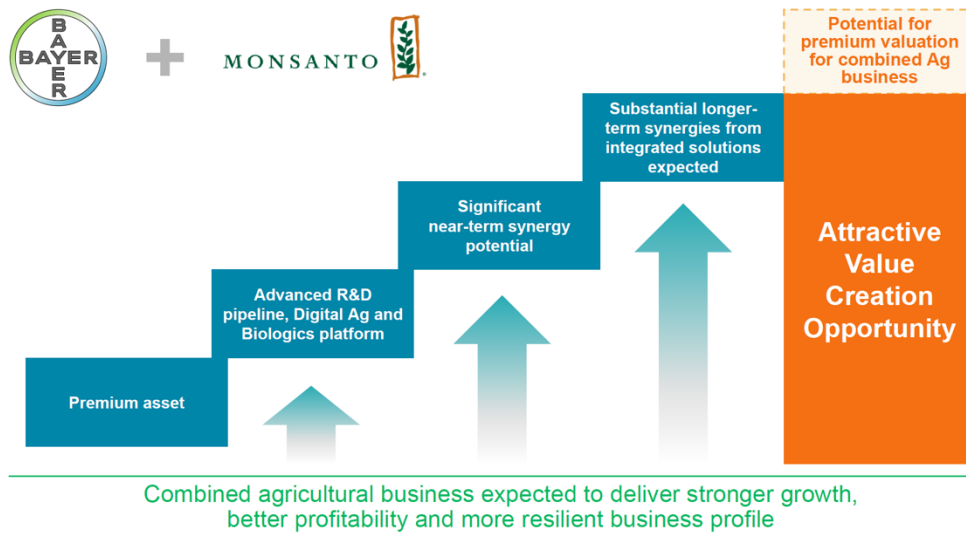 BAYER
BAYER
MONSANTO
Potential for
premium valuation
for combined Ag
business
Substantial longer-
term synergies from
integrated solutions
expected
Significant
near-term synergy
potential
Attractive
Value
Creation
Opportunity
Advanced R&D
pipeline, Digital Ag and
Biologics platform
Premium asset
Combined agricultural business expected to deliver stronger growth,
better profitability and more resilient business profile